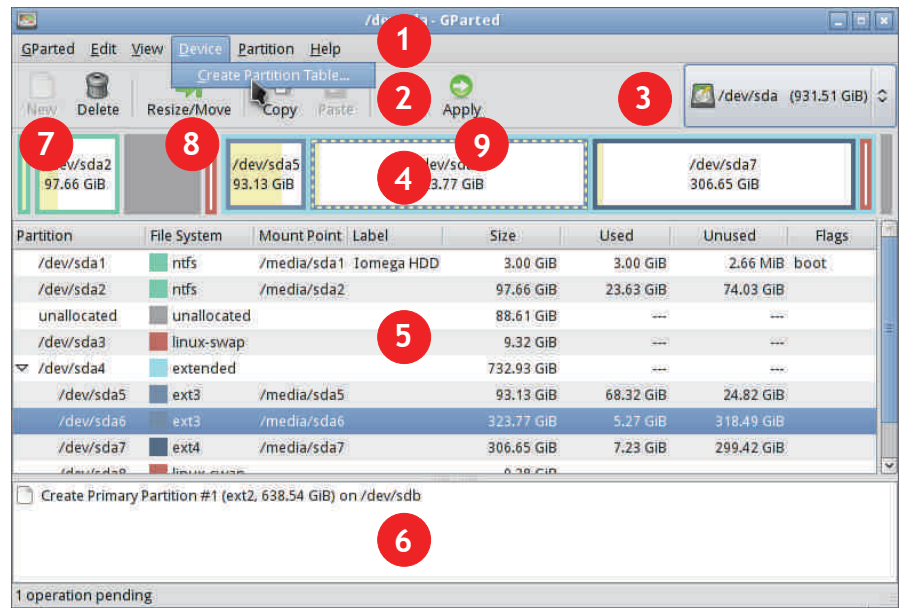 /dev/sda - GParted
GParted Edit View Device Partition Help
1
Create Partition Table...
New Delete Resize/Move Copy Paste Apply
2
3
/dev/sda (931.51 GiB)
7
8
9
/dev/sda2
97.66 GiB
/dev/sda5
93.13 GiB
4
/dev/sda7
306.65 GiB
Partition File System Mount Point Label Size Used Unused Flags
/dev/sda1 ntfs /media/sda1 Iomega HDD 3.00 GiB 3.00 GiB 2.66 MiB boot
/dev/sda2 ntfs /media/sda2 97.66 GiB 23.63 GiB 74.03 GiB
unallocated unallocated 88.61 GiB --- ---
5
/dev/sda3 linux-swap 9.32 GiB --- ---
/dev/sda4 extended 732.93 GiB --- ---
/dev/sda5 ext3 /media/sda5 93.13 GiB 68.32 GiB 24.82 GiB
/dev/sda6 ext3 /media/sda6 323.77 GiB 5.27 GiB 318.49 GiB
/dev/sda7 ext4 /media/sda7 306.65 GiB 7.23 GiB 299.42 GiB
/dev/sda8 linux-swap
Create Primary Partition #1 (ext2, 638.54 GiB) on /dev/sdb
6
1 operation pending